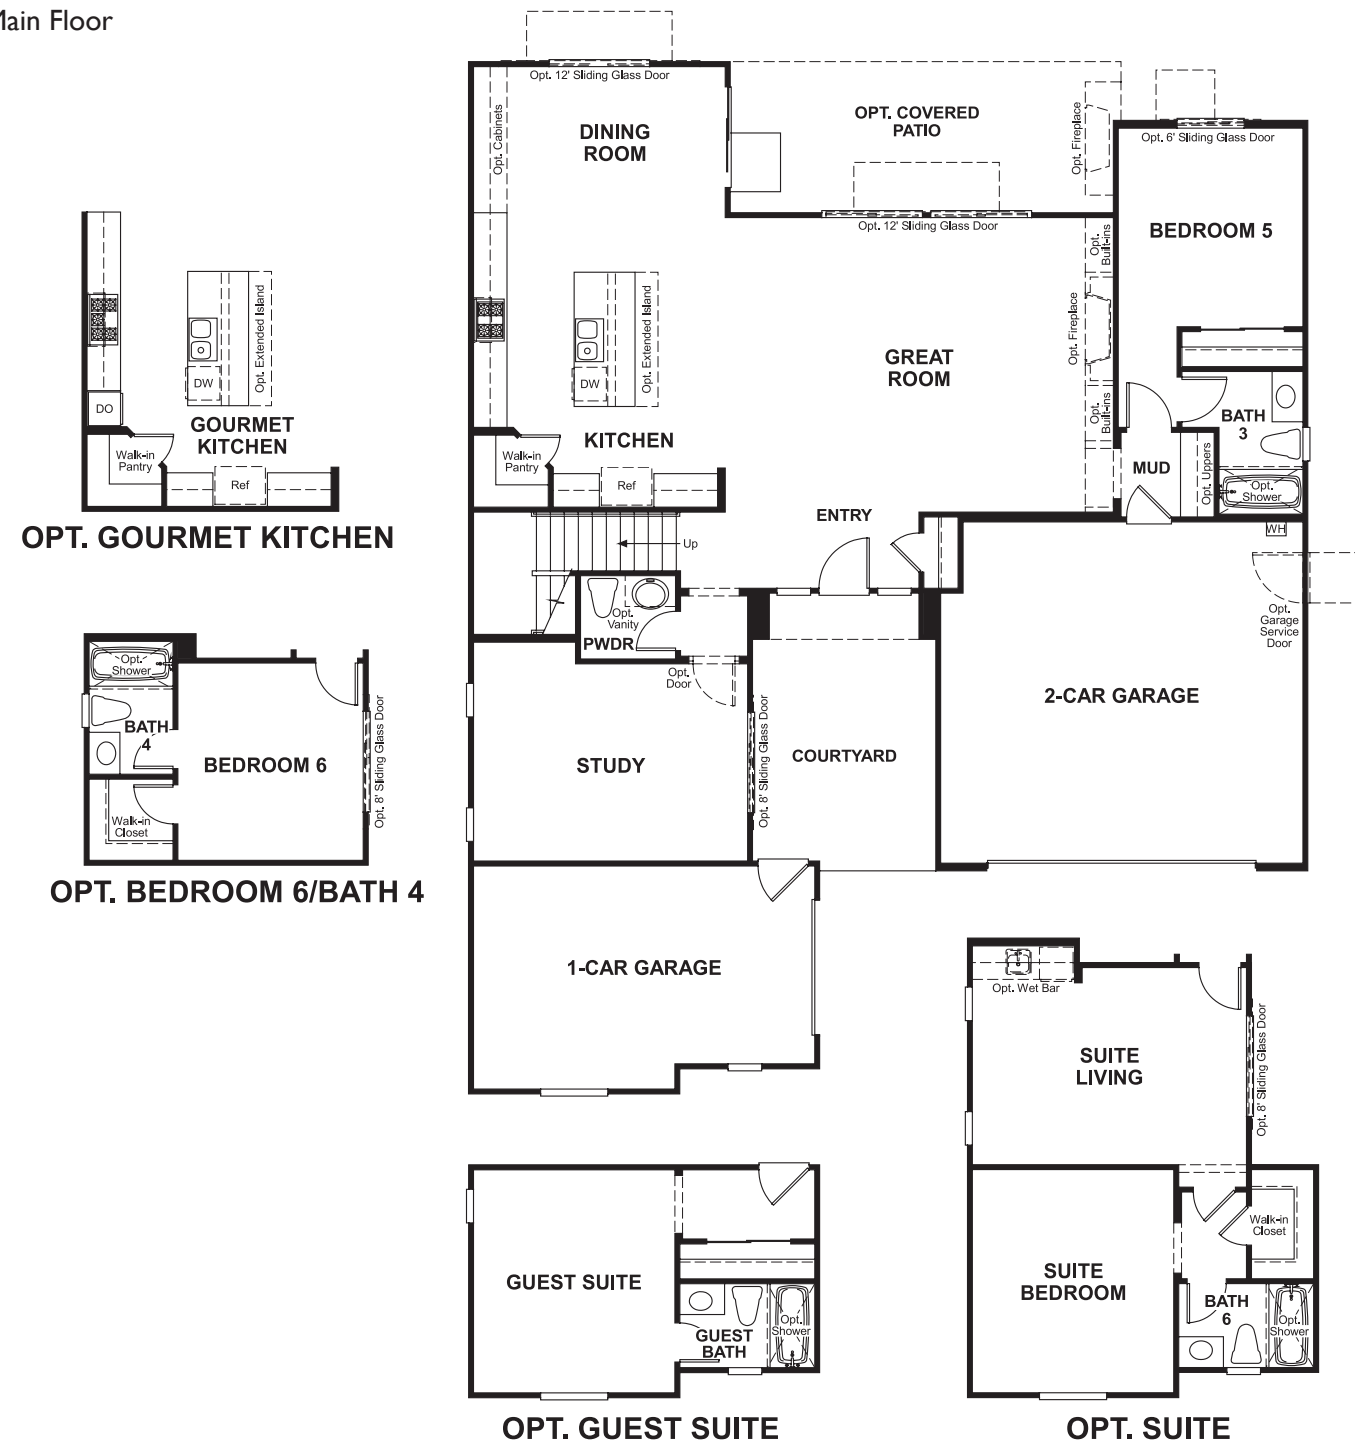 Main Floor
Opt. 12' Sliding Glass Door
Opt. Cabinets
DINING
ROOM
OPT. COVERED
PATIO
Opt. Fireplace
Opt. 6' Sliding Glass Door
BEDROOM 5
Opt. 12' Sliding Glass Door
Opt.
Built-ins
Opt. Fireplace
Opt.
Built-ins
GREAT
ROOM
Opt. Extended Island
DW
KITCHEN
Walk-in
Pantry
Ref
BATH
3
MUD
Opt. Uppers
Opt.
Shower
ENTRY
Up
WH
Opt.
Garage
Service
Door
Opt.
Vanity
PWDR
Opt.
Door
2-CAR GARAGE
STUDY
Opt. 8' Sliding Glass Door
COURTYARD
1-CAR GARAGE
DW
Opt. Extended Island
DO
GOURMET
KITCHEN
Walk-in
Pantry
Ref
OPT. GOURMET KITCHEN
Opt.
Shower
BATH
4
BEDROOM 6
Opt. 8' Sliding Glass Door
Walk-in
Closet
OPT. BEDROOM 6/BATH 4
GUEST SUITE
GUEST
BATH
Opt.
Shower
OPT. GUEST SUITE
Opt. Wet Bar
SUITE
LIVING
Opt. 8' Sliding Glass Door
Walk-in
Closet
SUITE
BEDROOM
BATH
6
Opt.
Shower
OPT. SUITE